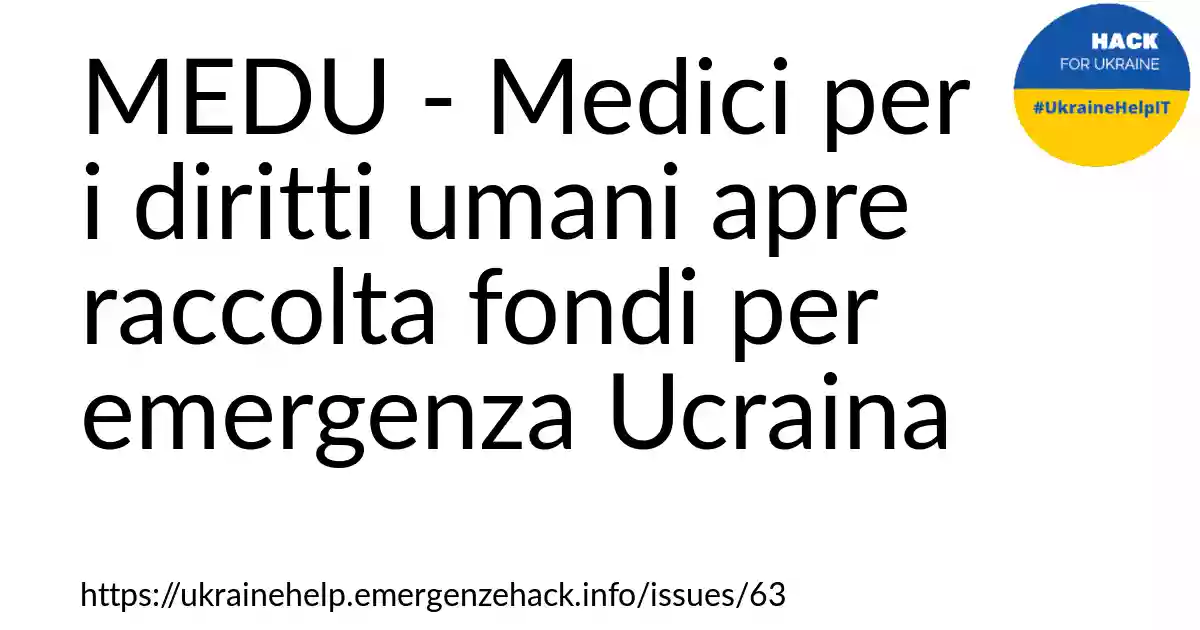 MEDU - Medici per
i diritti umani apre
raccolta fondi per
emergenza Ucraina
HACK
FOR UKRAINE
#UkraineHelpIT
https://ukrainehelp.emergenzehack.info/issues/63